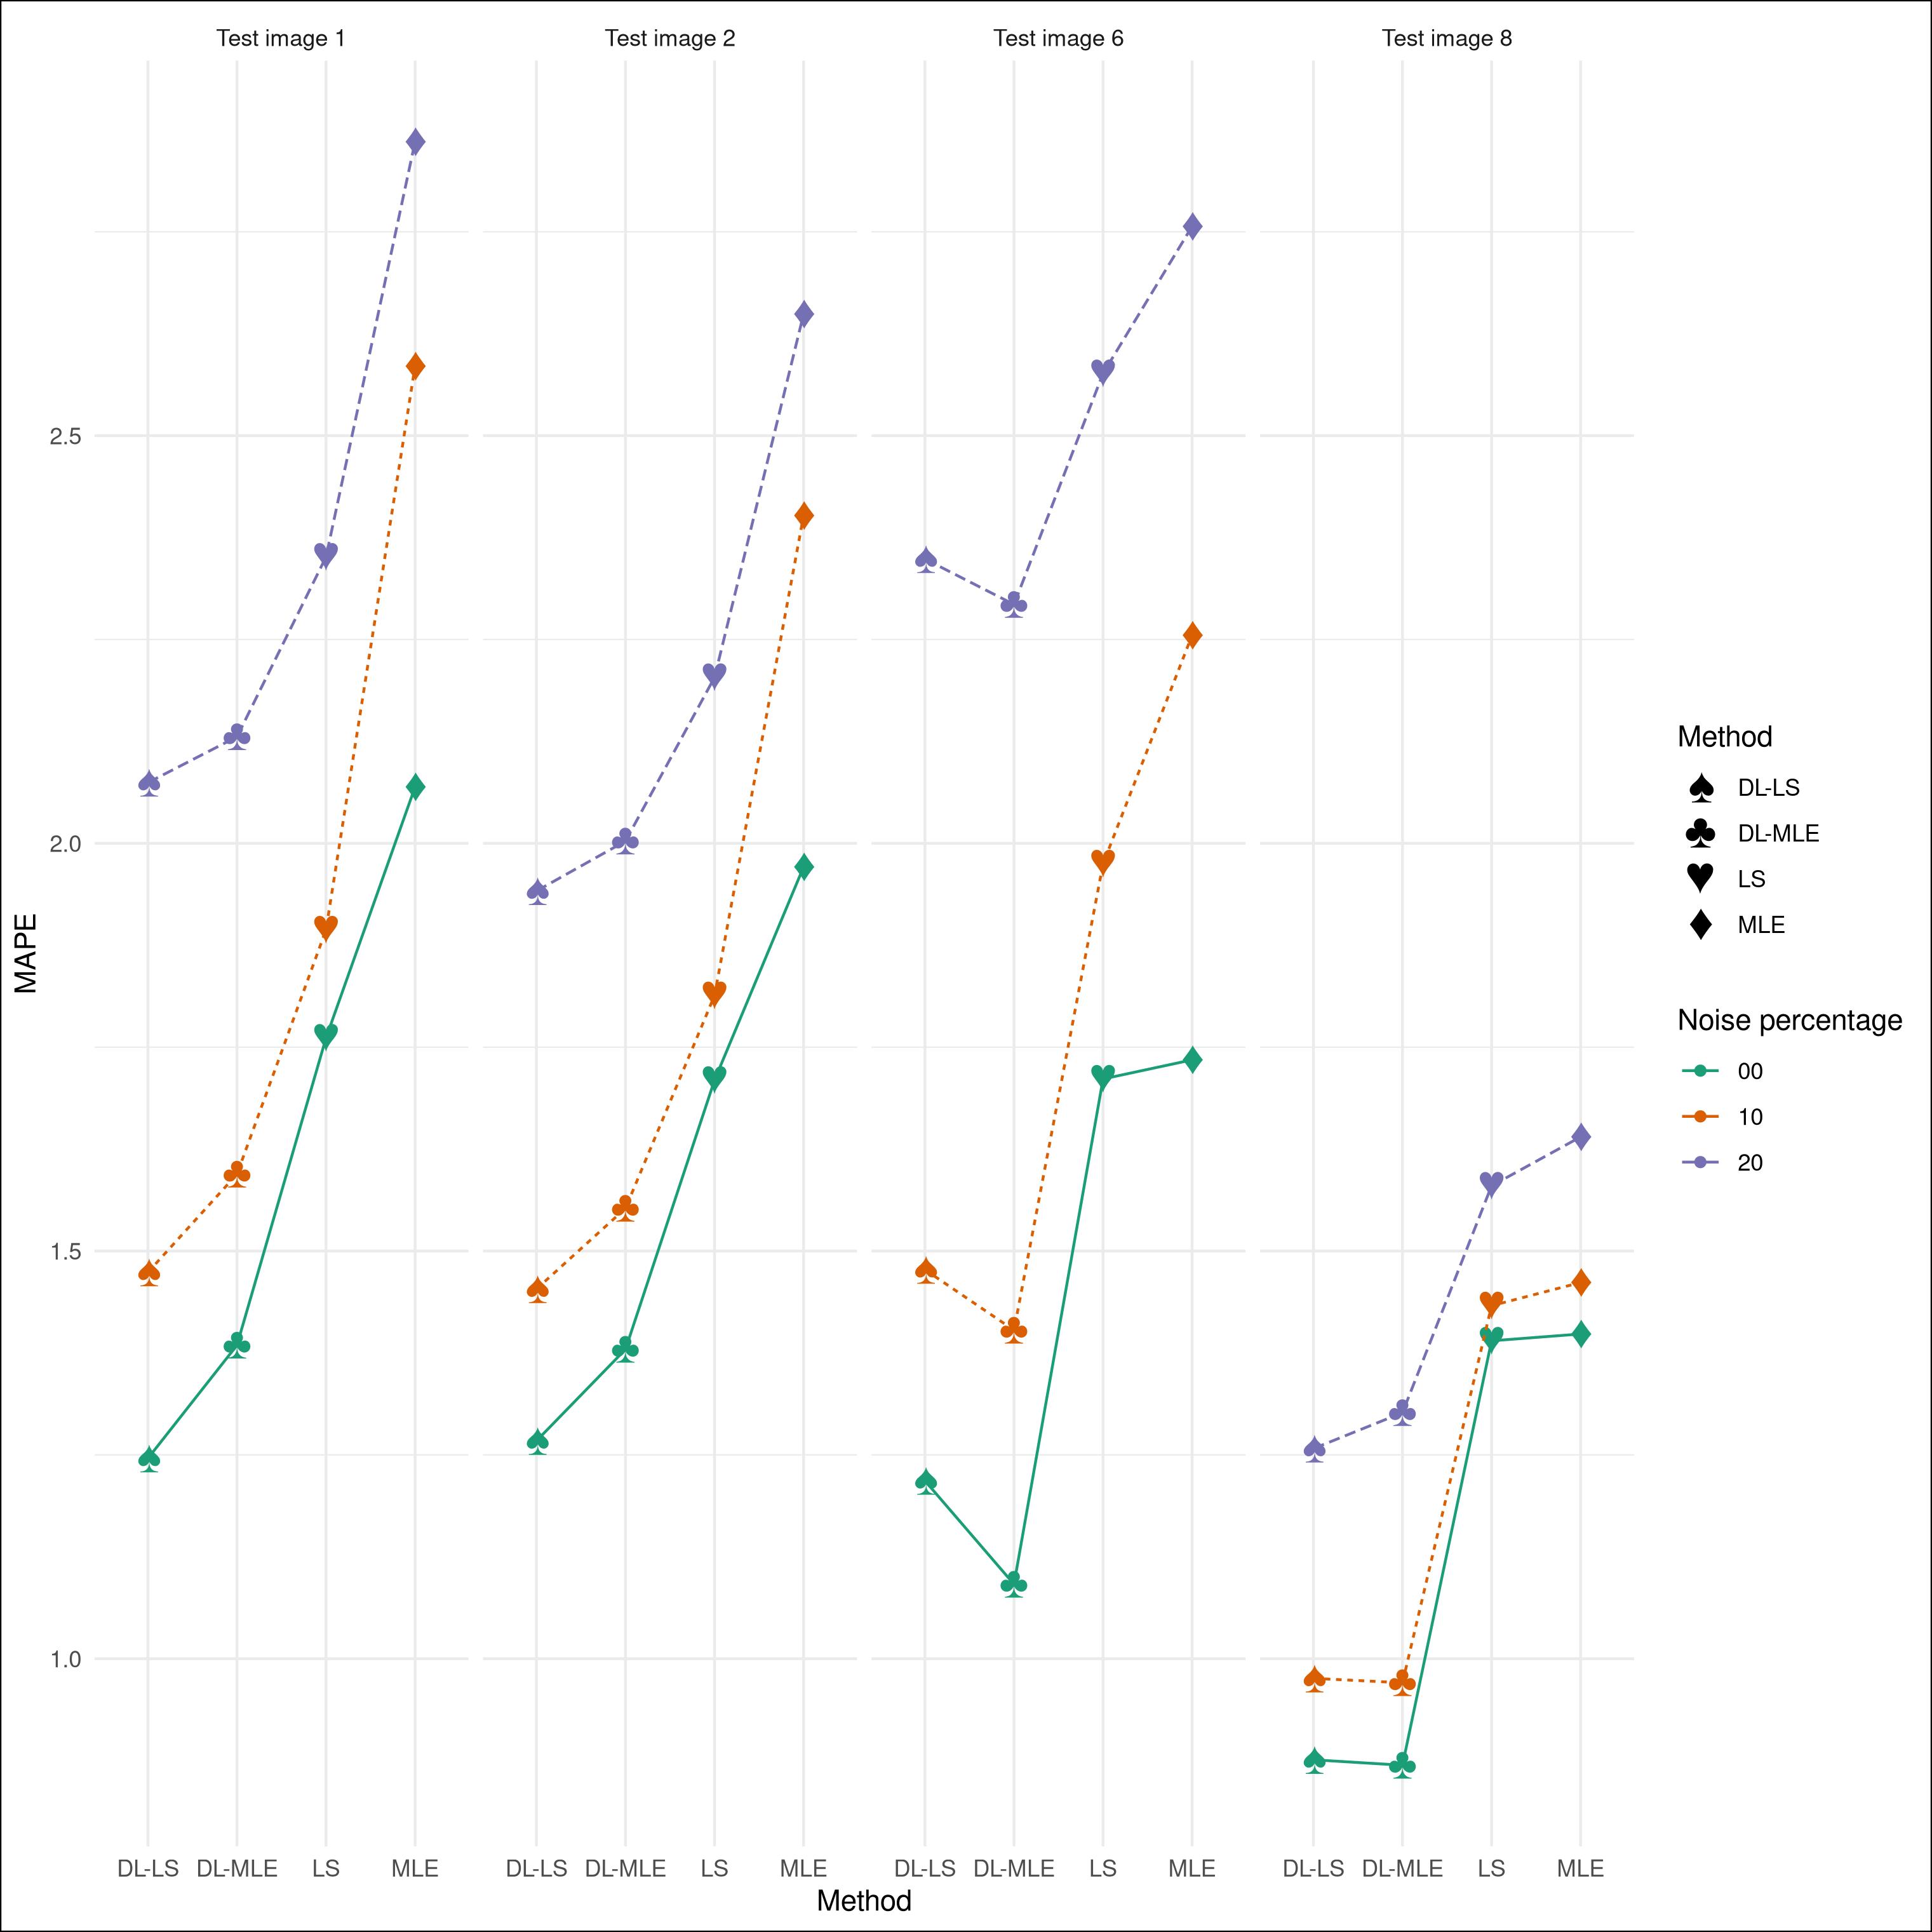 Test image 1 Test image 2 Test image 6 Test image 8
2.5
2.0
1.5
1.0
MAPE
DL-LS DL-MLE LS MLE DL-LS DL-MLE LS MLE DL-LS DL-MLE LS MLE DL-LS DL-MLE LS MLE
Method
Method
DL-LS
DL-MLE
LS
MLE
Noise percentage
00
10
20